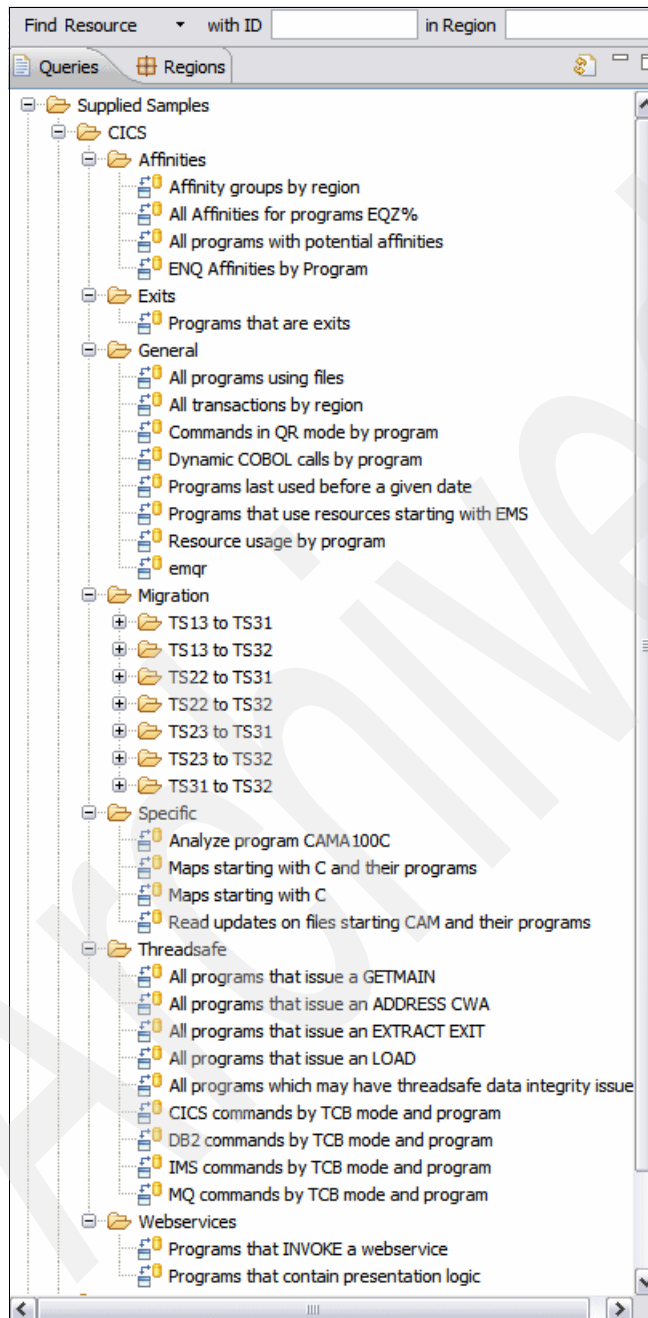 Find Resource with ID in Region
Queries Regions
Supplied Samples
CICS
Affinities
Affinity groups by region
All Affinities for programs EQZ%
All programs with potential affinities
ENQ Affinities by Program
Exits
Programs that are exits
General
All programs using files
All transactions by region
Commands in QR mode by program
Dynamic COBOL calls by program
Programs last used before a given date
Programs that use resources starting with EMS
Resource usage by program
emqr
Migration
TS13 to TS31
TS13 to TS32
TS22 to TS31
TS22 to TS32
TS23 to TS31
TS23 to TS32
TS31 to TS32
Specific
Analyze program CAMA100C
Maps starting with C and their programs
Maps starting with C
Read updates on files starting CAM and their programs
Threadsafe
All programs that issue a GETMAIN
All programs that issue an ADDRESS CWA
All programs that issue an EXTRACT EXIT
All programs that issue an LOAD
All programs which may have threadsafe data integrity issue
CICS commands by TCB mode and program
DB2 commands by TCB mode and program
IMS commands by TCB mode and program
MQ commands by TCB mode and program
Webservices
Programs that INVOKE a webservice
Programs that contain presentation logic
Archive